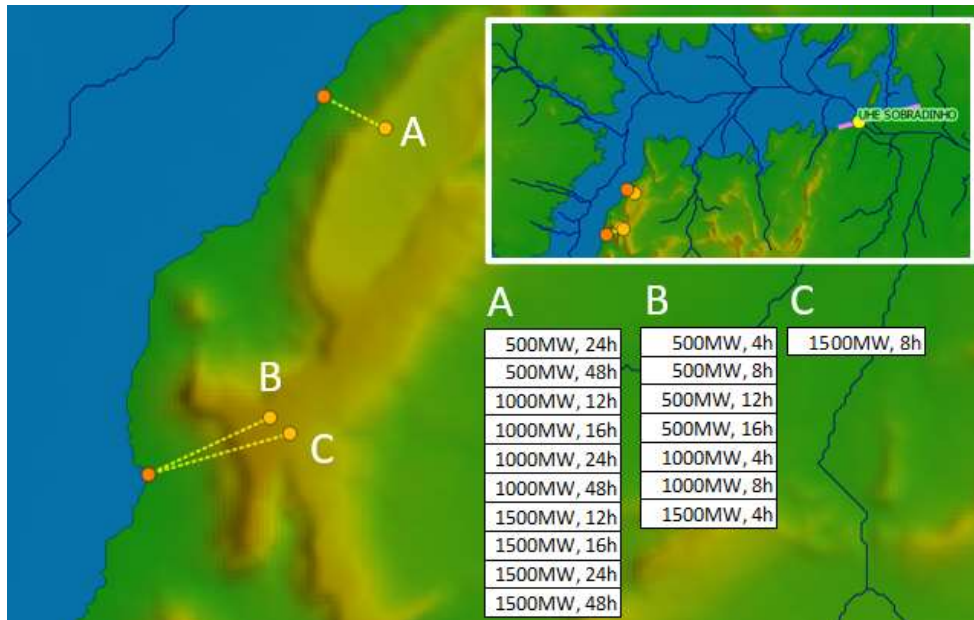 UHE SOBRADINHO
A
B
C
A
500MW, 24h
500MW, 48h
1000MW, 12h
1000MW, 16h
1000MW, 24h
1000MW, 48h
1500MW, 12h
1500MW, 16h
1500MW, 24h
1500MW, 48h
B
500MW, 4h
500MW, 8h
500MW, 12h
500MW, 16h
1000MW, 4h
1000MW, 8h
1500MW, 4h
C
1500MW, 8h